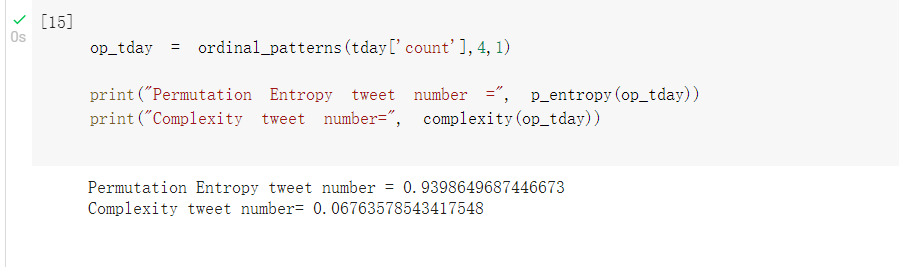 [15]
0s
op_tday = ordinal_patterns(tday['count'],4,1)
print("Permutation Entropy tweet number =", p_entropy(op_tday))
print("Complexity tweet number=", complexity(op_tday))
Permutation Entropy tweet number = 0.9398649687446673
Complexity tweet number= 0.06763578543417548